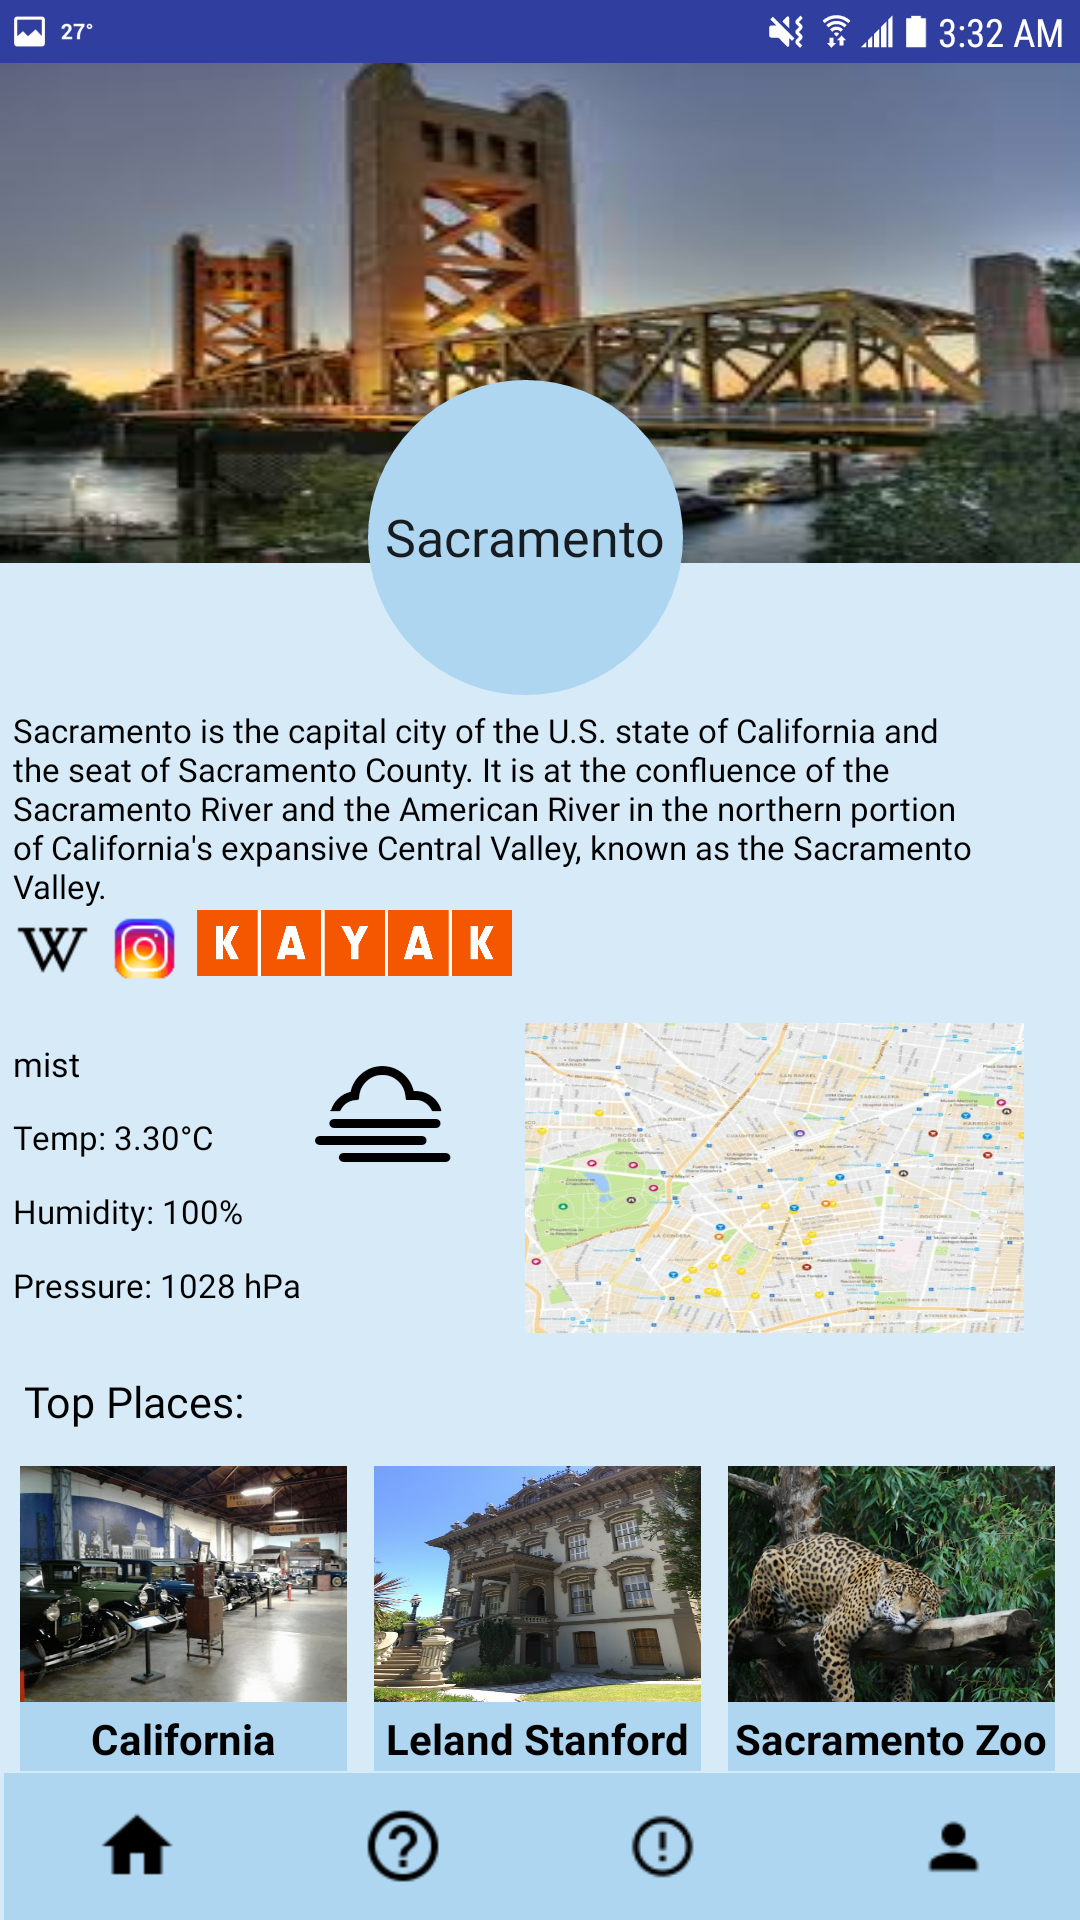 27°
3:32 AM
Sacramento
Sacramento is the capital city of the U.S. state of California and
the seat of Sacramento County. It is at the confluence of the
Sacramento River and the American River in the northern portion
of California's expansive Central Valley, known as the Sacramento
Valley.
W
KAYAK
mist
Temp: 3.30°C
Humidity: 100%
Pressure: 1028 hPa
Top Places:
California
Leland Stanford
Sacramento Zoo